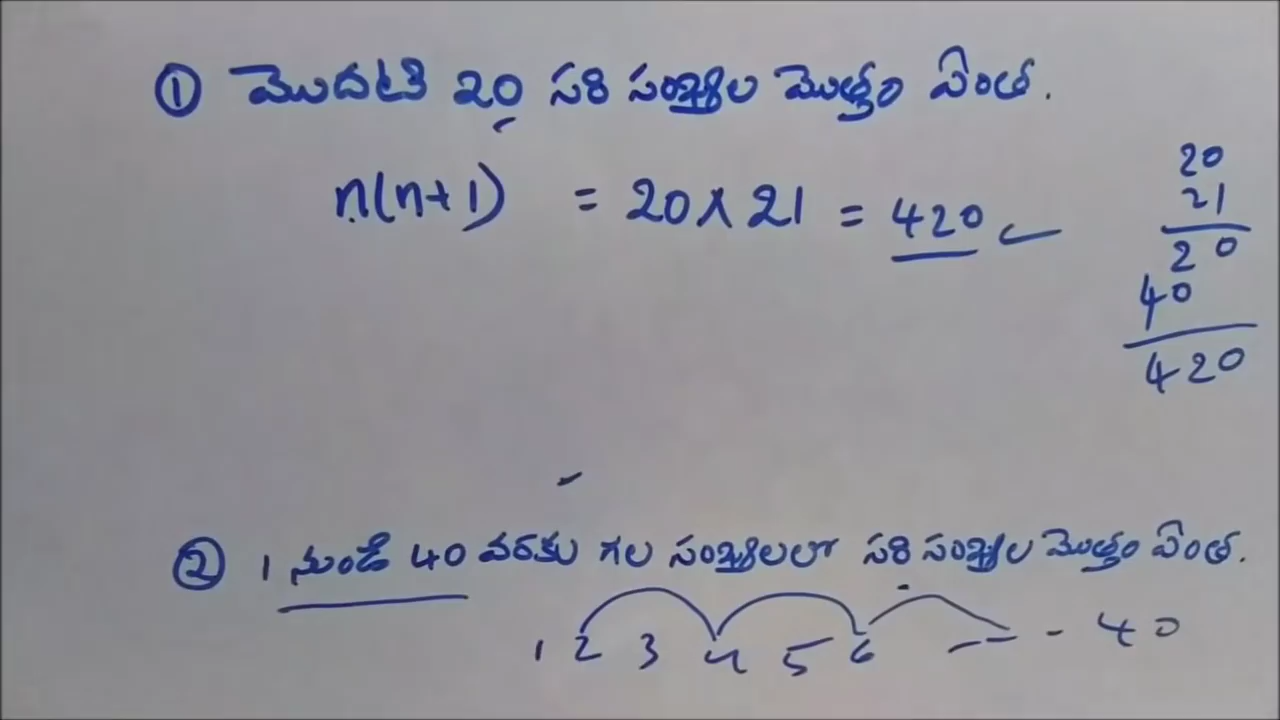 ① మొదటి 20 సరి సంఖ్యల మొత్తం ఏంత.
n(n+1) = 20 x 21 = 420
20
21
20
40
420
② 1 నుండి 40 వరకు గల సంఖ్యలలో సరి సంఖ్యల మొత్తం ఏంత.
1 2 3 4 5 6 - - - 40